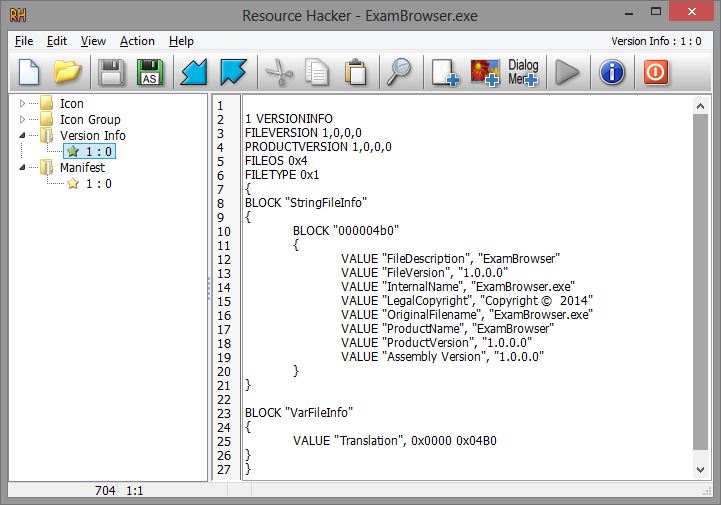 RH
Resource Hacker - ExamBrowser.exe
File Edit View Action Help
Version Info : 1 : 0
AS
Dialog
Menu
Icon
Icon Group
Version Info
1 : 0
Manifest
1 : 0
1
2 1 VERSIONINFO
3 FILEVERSION 1,0,0,0
4 PRODUCTVERSION 1,0,0,0
5 FILEOS 0x4
6 FILETYPE 0x1
7 {
8 BLOCK "StringFileInfo"
9 {
10 BLOCK "000004b0"
11 {
12 VALUE "FileDescription", "ExamBrowser"
13 VALUE "FileVersion", "1.0.0.0"
14 VALUE "InternalName", "ExamBrowser.exe"
15 VALUE "LegalCopyright", "Copyright ©  2014"
16 VALUE "OriginalFilename", "ExamBrowser.exe"
17 VALUE "ProductName", "ExamBrowser"
18 VALUE "ProductVersion", "1.0.0.0"
19 VALUE "Assembly Version", "1.0.0.0"
20 }
21 }
22
23 BLOCK "VarFileInfo"
24 {
25 VALUE "Translation", 0x0000 0x04B0
26 }
27 }
704 1:1